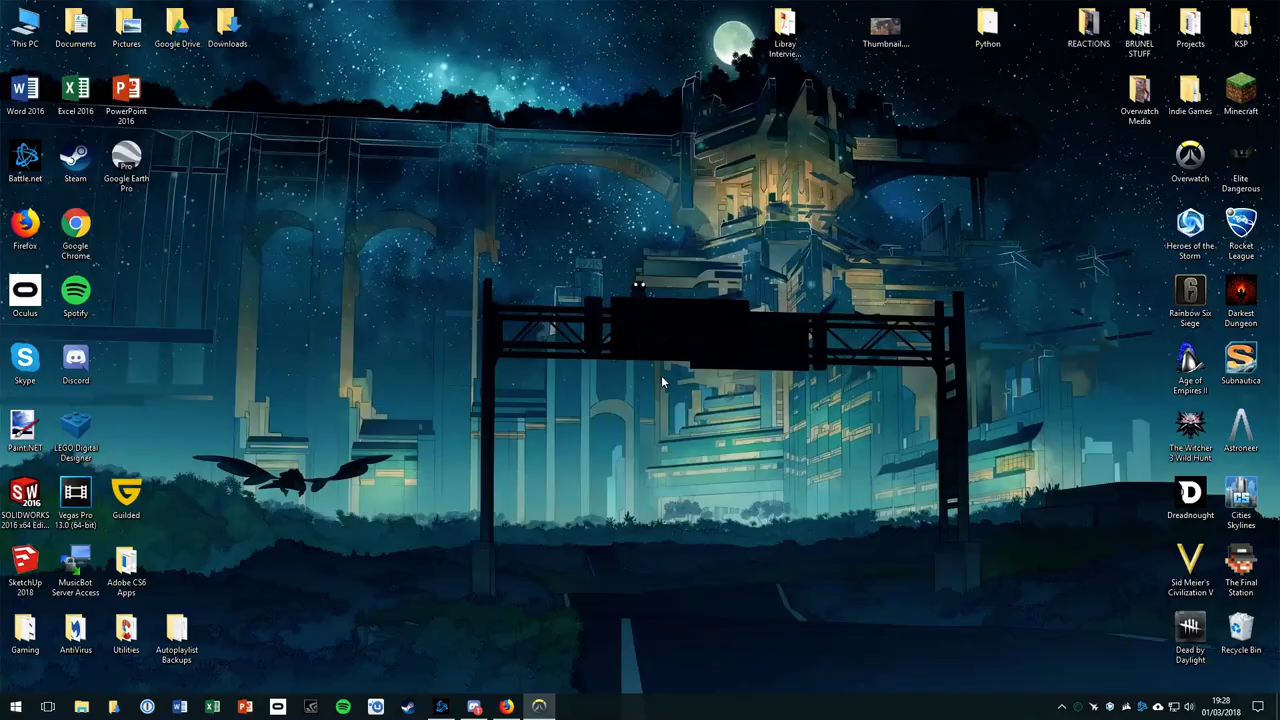 This PC
Documents
Pictures
Google Drive
Downloads
Libray
Intervie...
Thumbnail....
Python
REACTIONS
BRUNEL
STUFF
Projects
KSP
Word 2016
Excel 2016
PowerPoint
2016
Overwatch
Media
Indie Games
Minecraft
Battle.net
Steam
Pro
Google Earth
Pro
Overwatch
Elite
Dangerous
Firefox
Google
Chrome
Heroes of the
Storm
Rocket
League
Oculus
Spotify
Rainbow Six
Siege
Darkest
Dungeon
Skype
Discord
Age of
Empires II
Subnautica
Paint.NET
LEGO Digital
Designer
The Witcher
3 Wild Hunt
Astroneer
SW
2016
SOLIDWORKS
2016 x64 Edi...
Vegas Pro
13.0 (64-bit)
Guilded
Dreadnought
Cities
Skylines
SketchUp
2018
MusicBot
Server Access
Adobe CS6
Apps
Sid Meier's
Civilization V
The Final
Station
Gaming
AntiVirus
Utilities
Autoplaylist
Backups
Dead by
Daylight
Recycle Bin
19:28
01/03/2018